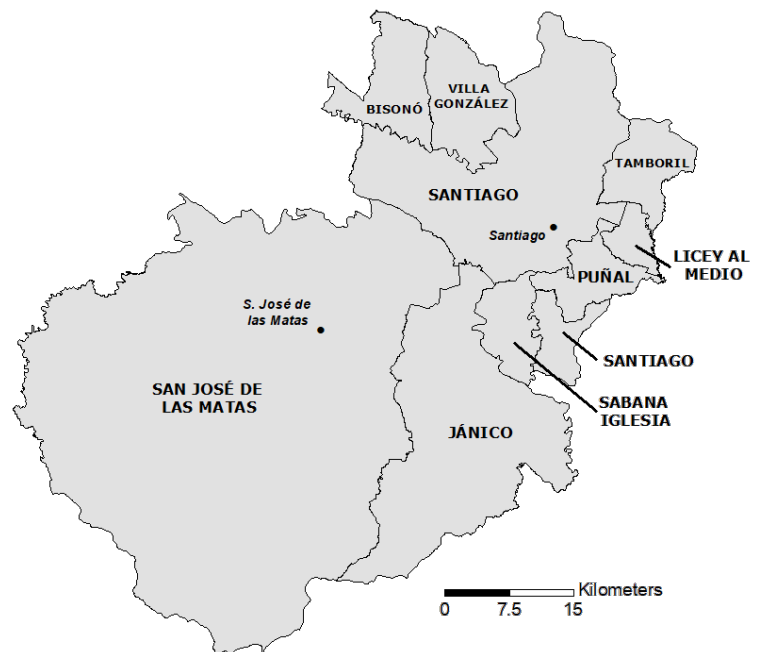 VILLA
GONZÁLEZ
BISONÓ
TAMBORIL
SANTIAGO
Santiago
LICEY AL
MEDIO
PUÑAL
S. José de
las Matas
SANTIAGO
SAN JOSÉ DE
LAS MATAS
SABANA
IGLESIA
JÁNICO
Kilometers
0 7.5 15